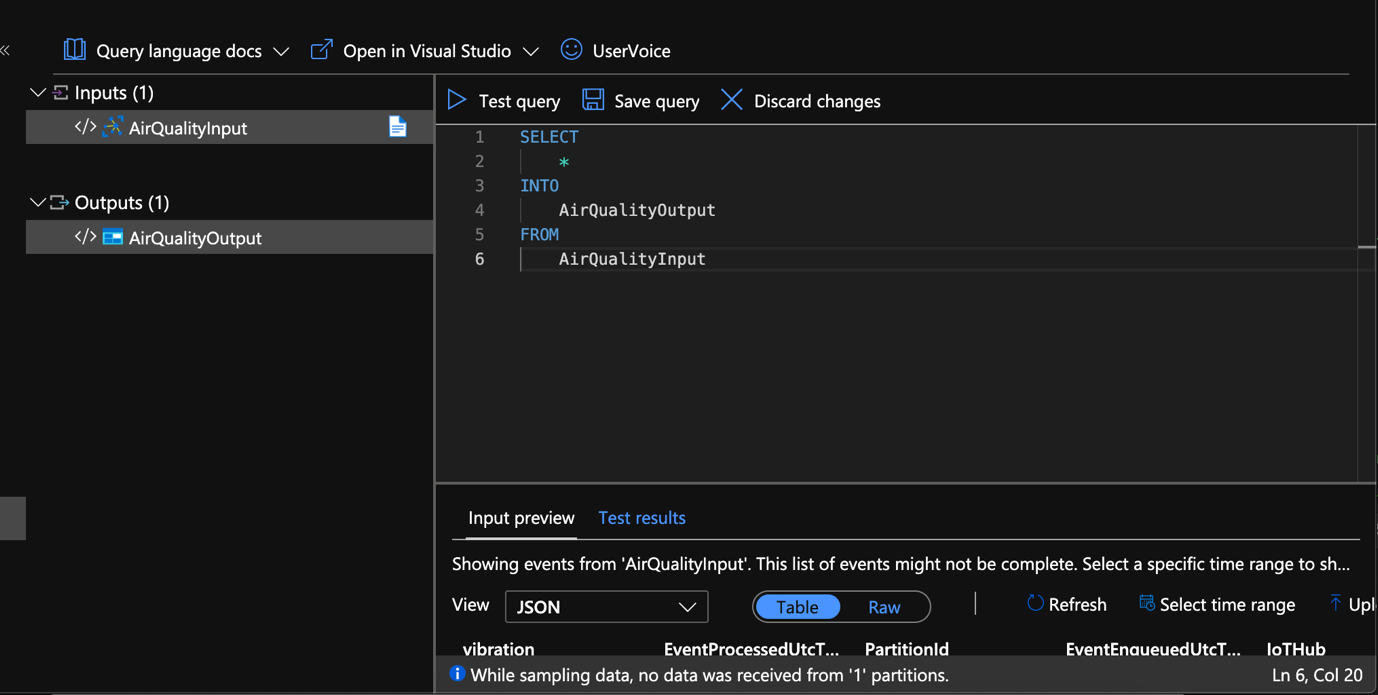 Query language docs Open in Visual Studio UserVoice
Inputs (1)
AirQualityInput
Outputs (1)
AirQualityOutput
Test query Save query Discard changes
1 SELECT
2 *
3 INTO
4 AirQualityOutput
5 FROM
6 AirQualityInput
Input preview Test results
Showing events from 'AirQualityInput'. This list of events might not be complete. Select a specific time range to sh...
View JSON Table Raw Refresh Select time range Upl
vibration EventProcessedUtcT... PartitionId EventEnqueuedUtcT... IoTHub
While sampling data, no data was received from '1' partitions. Ln 6, Col 20